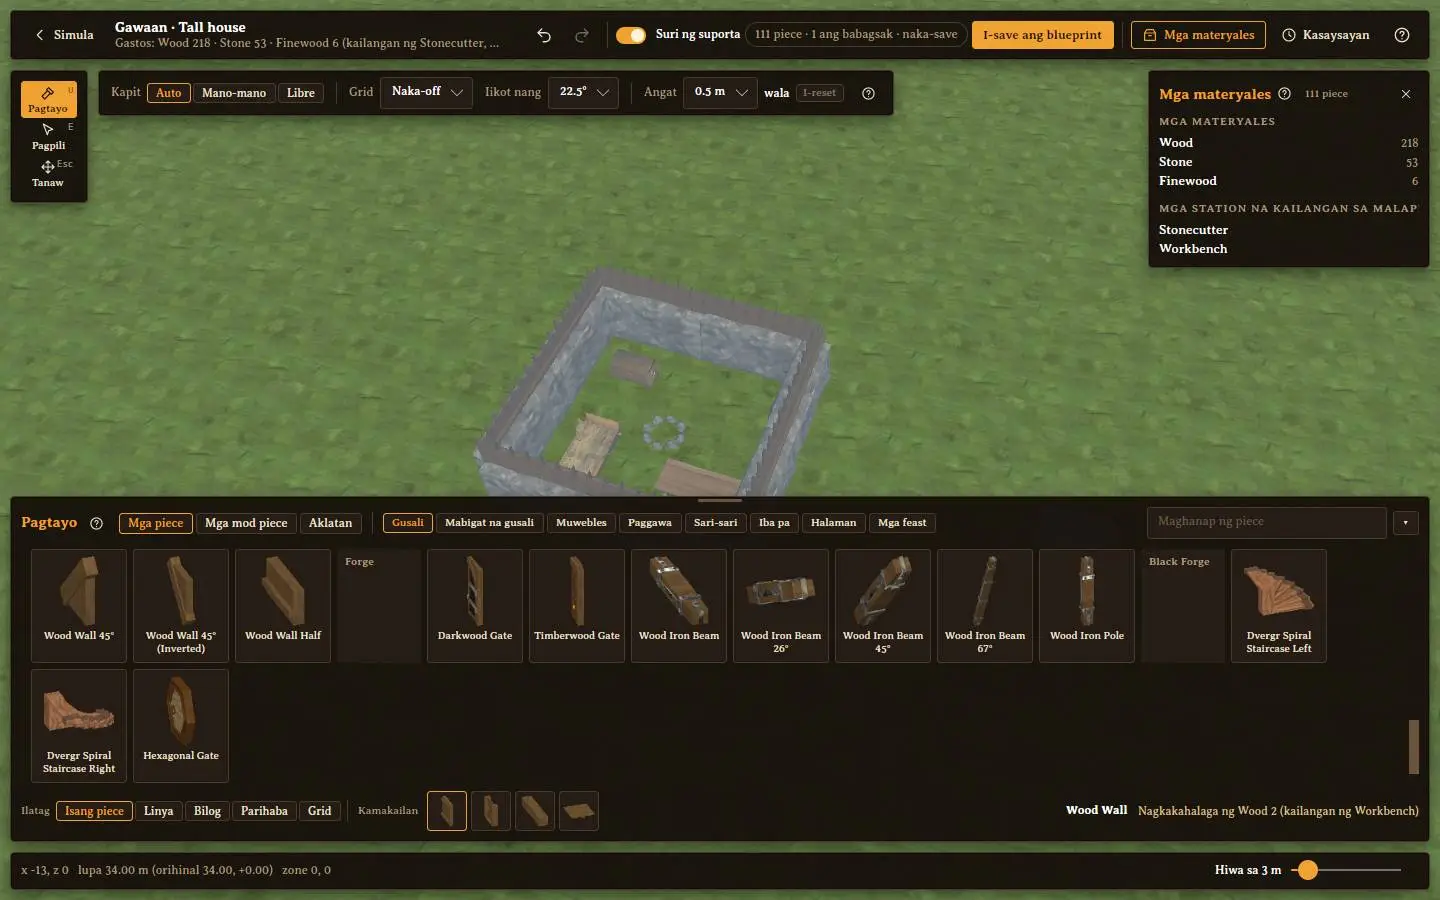 Simula
Gawaan · Tall house
Gastos: Wood 218 · Stone 53 · Finewood 6 (kailangan ng Stonecutter, ...
Suri ng suporta
111 piece · 1 ang babagsak · naka-save
I-save ang blueprint
Mga materyales
Kasaysayan
Pagtayo U
Pagpili E
Tanaw Esc
Kapit Auto Mano-mano Libre
Grid Naka-off
Iikot nang 22.5°
Angat 0.5 m wala I-reset
Mga materyales 111 piece
MGA MATERYALES
Wood 218
Stone 53
Finewood 6
MGA STATION NA KAILANGAN SA MALAP
Stonecutter
Workbench
Pagtayo
Mga piece Mga mod piece Aklatan
Gusali Mabigat na gusali Muwebles Paggawa Sari-sari Iba pa Halaman Mga feast
Maghanap ng piece
Wood Wall 45°
Wood Wall 45° (Inverted)
Wood Wall Half
Forge
Darkwood Gate
Timberwood Gate
Wood Iron Beam
Wood Iron Beam 26°
Wood Iron Beam 45°
Wood Iron Beam 67°
Wood Iron Pole
Black Forge
Dvergr Spiral Staircase Left
Dvergr Spiral Staircase Right
Hexagonal Gate
Ilatag Isang piece Linya Bilog Parihaba Grid
Kamakailan
Wood Wall Nagkakahalaga ng Wood 2 (kailangan ng Workbench)
x -13, z 0 lupa 34.00 m (orihinal 34.00, +0.00) zone 0, 0
Hiwa sa 3 m